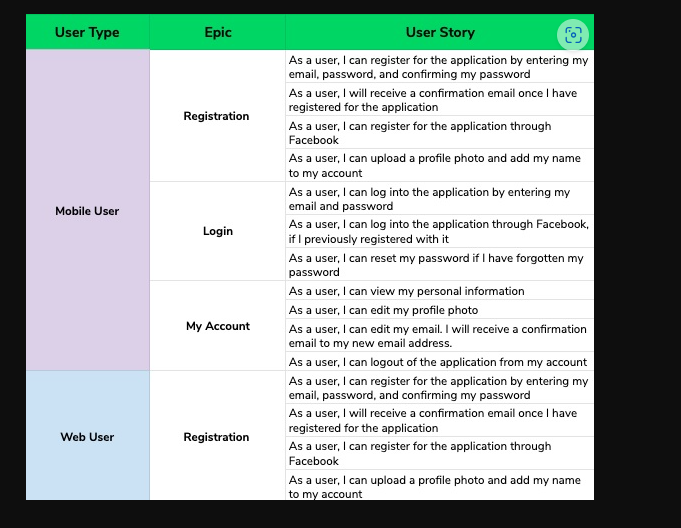 User Type Epic User Story
As a user, I can register for the application by entering my
email, password, and confirming my password
As a user, I will receive a confirmation email once I have
registered for the application
Registration
As a user, I can register for the application through
Facebook
As a user, I can upload a profile photo and add my name
to my account
Mobile User
As a user, I can log into the application by entering my
email and password
Login
As a user, I can log into the application through Facebook,
if I previously registered with it
As a user, I can reset my password if I have forgotten my
password
My Account
As a user, I can view my personal information
As a user, I can edit my profile photo
As a user, I can edit my email. I will receive a confirmation
email to my new email address.
As a user, I can logout of the application from my account
Web User
Registration
As a user, I can register for the application by entering my
email, password, and confirming my password
As a user, I will receive a confirmation email once I have
registered for the application
As a user, I can register for the application through
Facebook
As a user, I can upload a profile photo and add my name
to my account